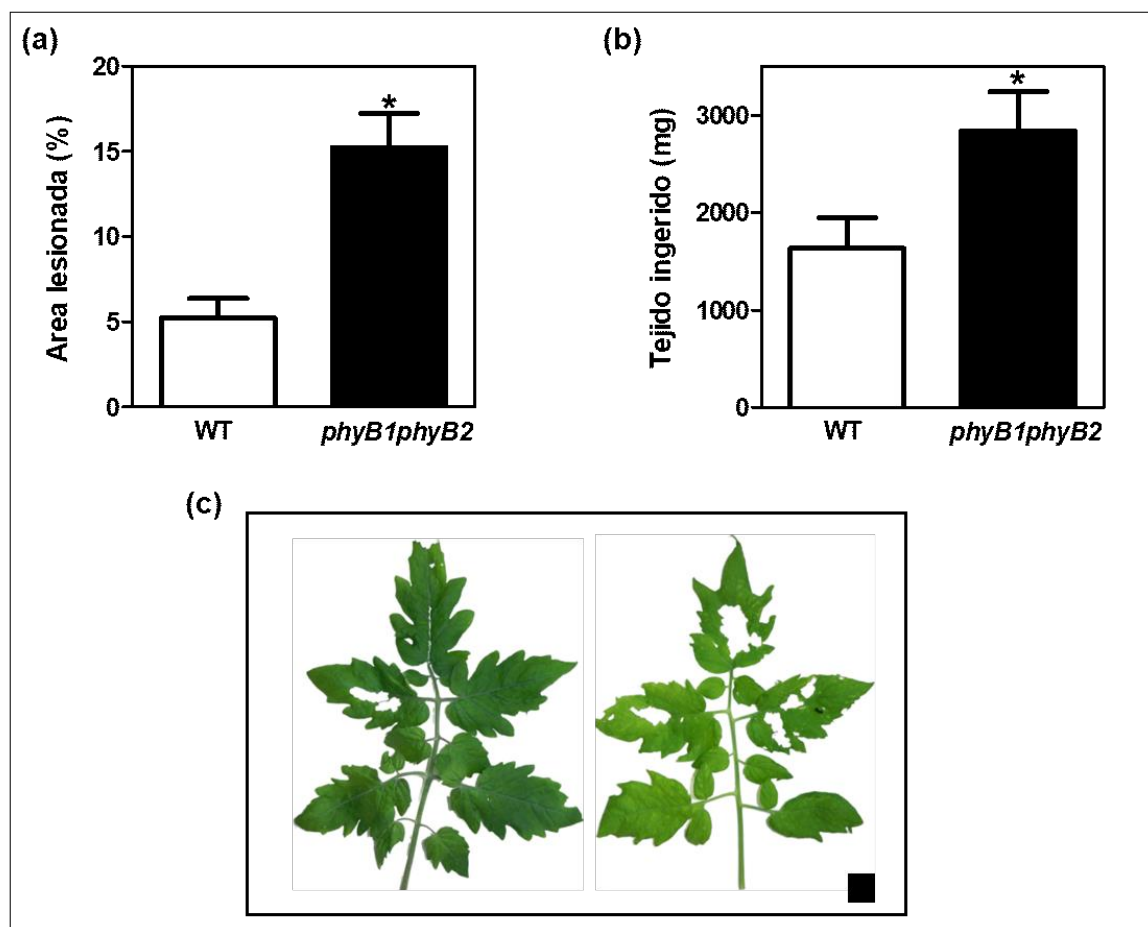 (a)
Area lesionada (%)
20
15
10
5
0
*
WT
phyB1phyB2
(b)
Tejido ingerido (mg)
3000
2000
1000
0
*
WT
phyB1phyB2
(c)